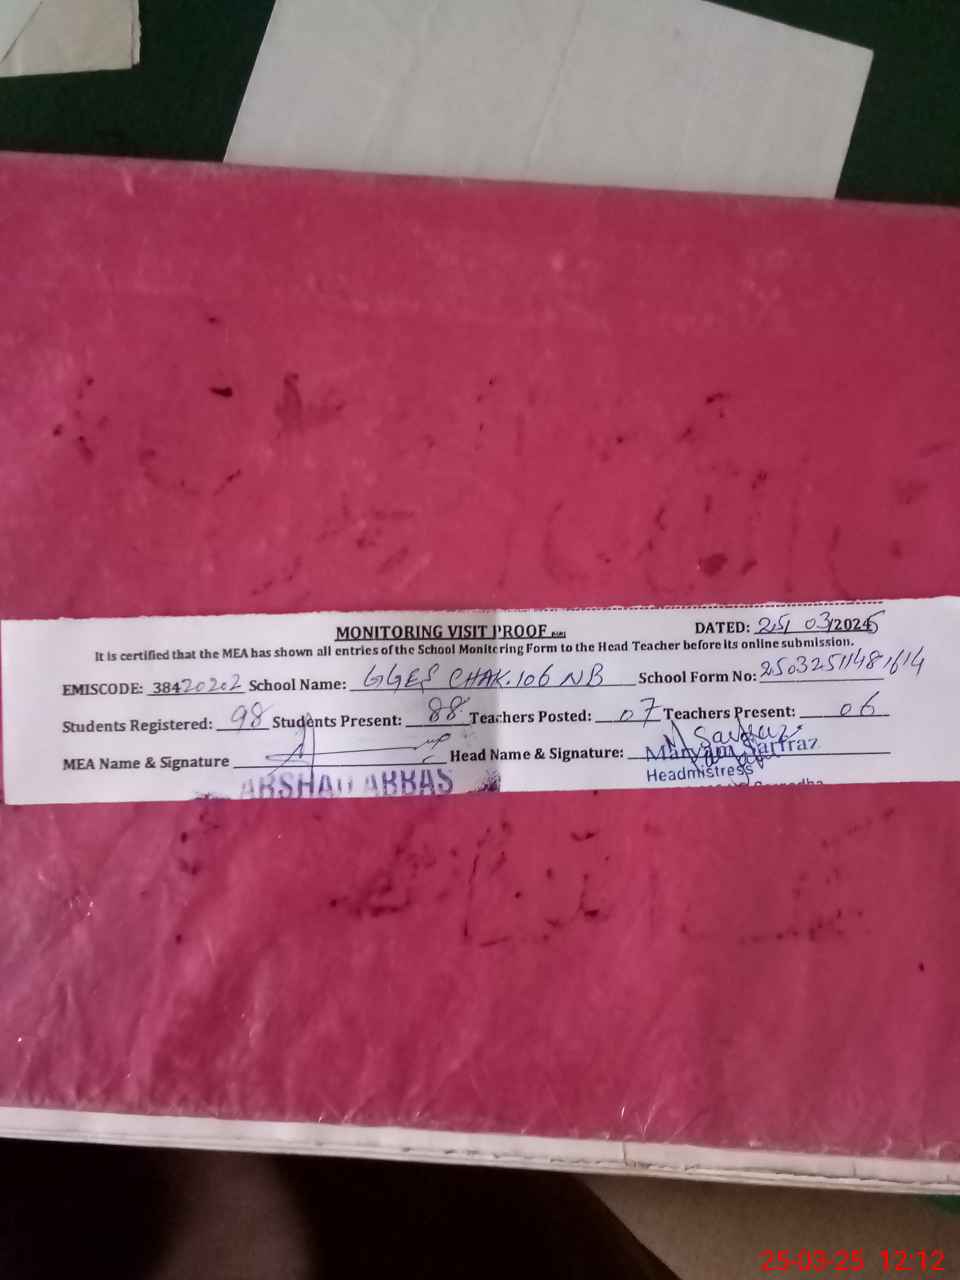 MONITORING VISIT PROOF
DATED: 25/03/2025
It is certified that the MEA has shown all entries of the School Monitoring Form to the Head Teacher before its online submission.
EMISCODE: 38420202 School Name: GGES CHAK.106 NB School Form No:
Students Registered: 98 Students Present: 88 Teachers Posted: 07 Teachers Present: 06
MEA Name & Signature Head Name & Signature: M Sarfraz
Maryam Sarfraz
ARSHAD ABBAS Headmistress
25-03-25 12:12